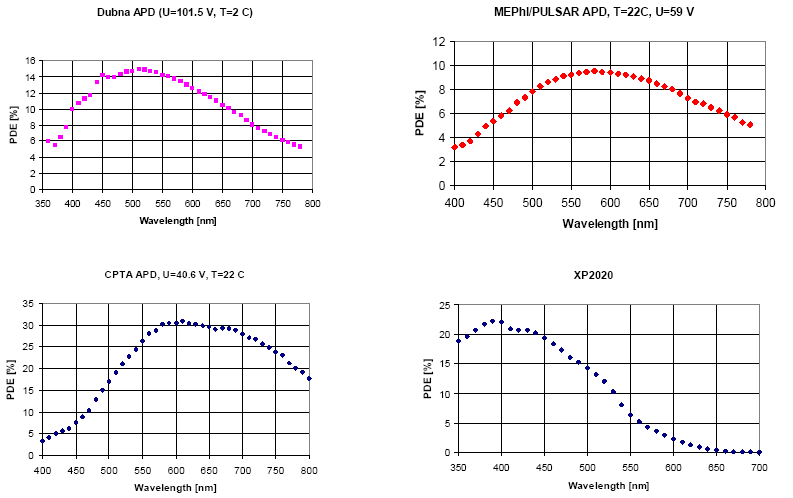 Dubna APD (U=101.5 V, T=2 C)
16
14
12
10
8
6
4
2
0
PDE [%]
350 400 450 500 550 600 650 700 750 800
Wavelength [nm]
MEPhI/PULSAR APD, T=22C, U=59 V
12
10
8
6
4
2
0
PDE [%]
400 450 500 550 600 650 700 750 800
Wavelength [nm]
CPTA APD, U=40.6 V, T=22 C
35
30
25
20
15
10
5
0
PDE [%]
400 450 500 550 600 650 700 750 800
Wavelength [nm]
XP2020
25
20
15
10
5
0
PDE [%]
350 400 450 500 550 600 650 700
Wavelength [nm]